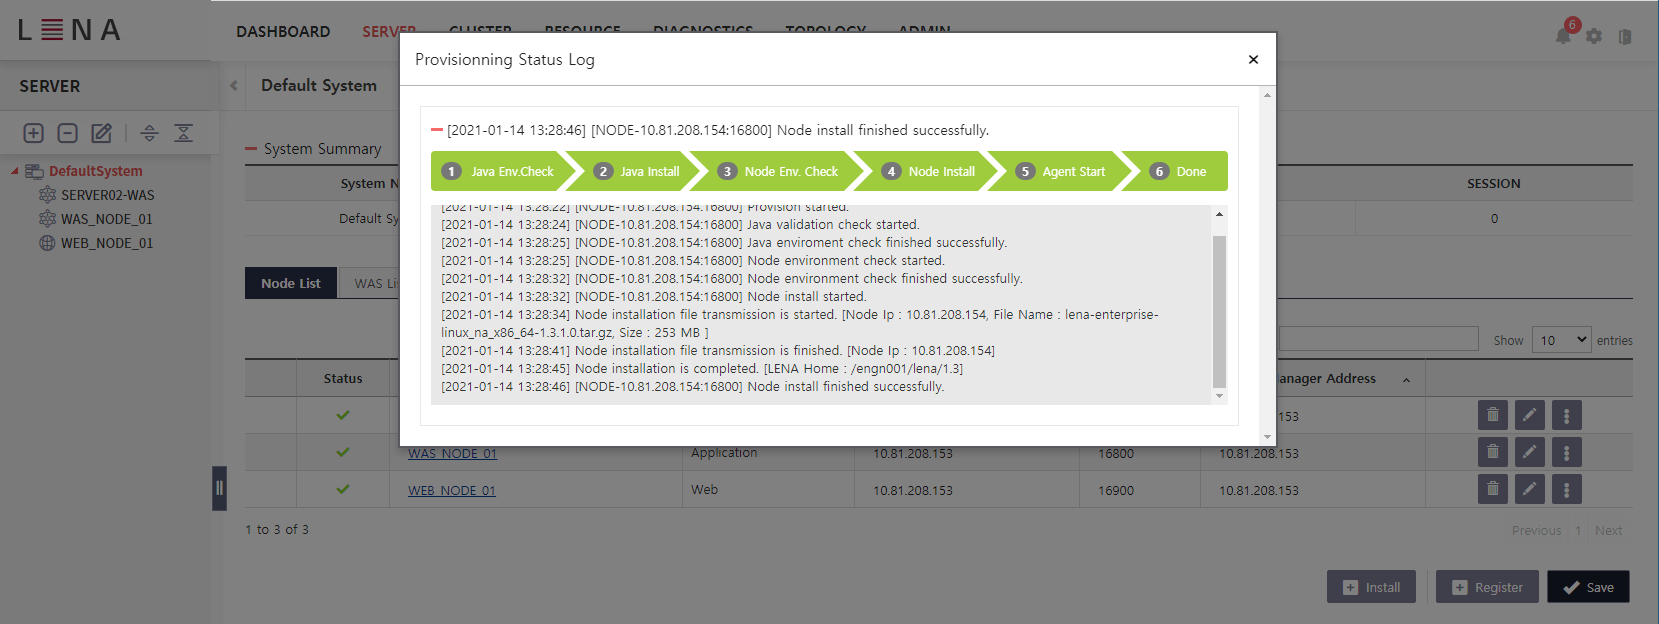 LENA
DASHBOARD
SERVER
CLUSTER
RESOURCE
DIAGNOSTICS
TOPOLOGY
ADMIN
6
SERVER
Default System
DefaultSystem
SERVER02-WAS
WAS_NODE_01
WEB_NODE_01
System Summary
System N
SESSION
Default Sy
0
Node List
WAS Li
Show 10 entries
Status
anager Address
153
WAS_NODE_01 Application 10.81.208.153 16800 10.81.208.153
WEB_NODE_01 Web 10.81.208.153 16900 10.81.208.153
1 to 3 of 3
Previous 1 Next
Install
Register
Save
Provisionning Status Log
[2021-01-14 13:28:46] [NODE-10.81.208.154:16800] Node install finished successfully.
1 Java Env.Check
2 Java Install
3 Node Env. Check
4 Node Install
5 Agent Start
6 Done
[2021-01-14 13:28:22] [NODE-10.81.208.154:16800] Provision started.
[2021-01-14 13:28:24] [NODE-10.81.208.154:16800] Java validation check started.
[2021-01-14 13:28:25] [NODE-10.81.208.154:16800] Java enviroment check finished successfully.
[2021-01-14 13:28:25] [NODE-10.81.208.154:16800] Node environment check started.
[2021-01-14 13:28:32] [NODE-10.81.208.154:16800] Node environment check finished successfully.
[2021-01-14 13:28:32] [NODE-10.81.208.154:16800] Node install started.
[2021-01-14 13:28:34] Node installation file transmission is started. [Node Ip : 10.81.208.154, File Name : lena-enterprise-
linux_na_x86_64-1.3.1.0.tar.gz, Size : 253 MB ]
[2021-01-14 13:28:41] Node installation file transmission is finished. [Node Ip : 10.81.208.154]
[2021-01-14 13:28:45] Node installation is completed. [LENA Home : /engn001/lena/1.3]
[2021-01-14 13:28:46] [NODE-10.81.208.154:16800] Node install finished successfully.